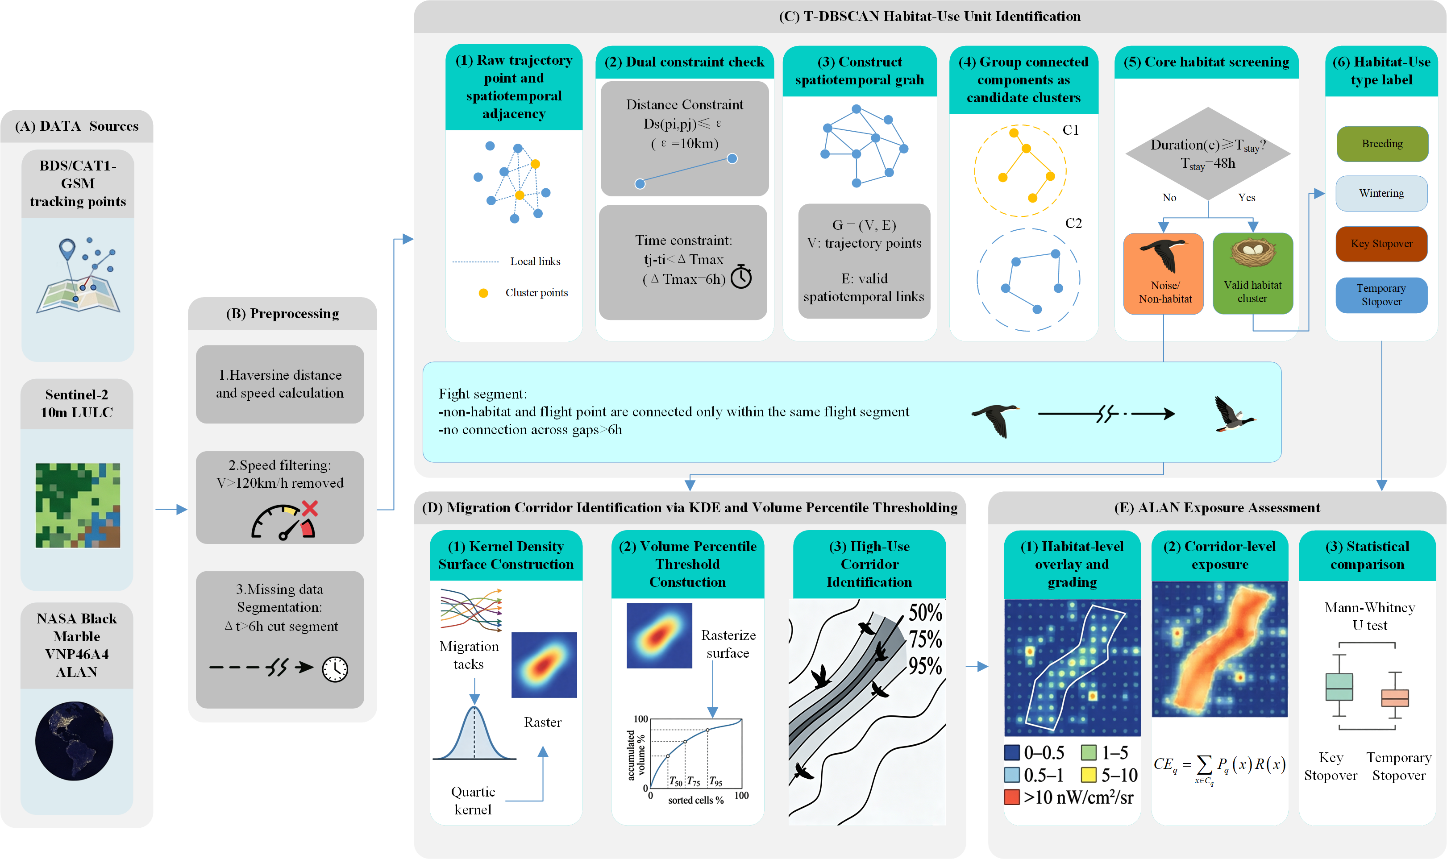 (A) DATA Sources
BDS/CAT1-
GSM
tracking points
Sentinel-2
10m LULC
NASA Black
Marble
VNP46A4
ALAN
(B) Preprocessing
1.Haversine distance
and speed calculation
2.Speed filtering:
V>120km/h removed
3.Missing data
Segmentation:
Δt>6h cut segment
(C) T-DBSCAN Habitat-Use Unit Identification
(1) Raw trajectory
point and
spatiotemporal
adjacency
Local links
Cluster points
(2) Dual constraint check
Distance Constraint
Ds(pi,pj)≤ ε
( ε =10km)
Time constraint:
tj-ti<ΔTmax
(ΔTmax=6h)
(3) Construct
spatiotemporal grah
G = (V, E)
V: trajectory points
E: valid
spatiotemporal links
(4) Group connected
components as
candidate clusters
C1
C2
(5) Core habitat screening
Duration(c)≥Tstay?
Tstay=48h
No
Yes
Noise/
Non-habitat
Valid habitat
cluster
(6) Habitat-Use
type label
Breeding
Wintering
Key Stopover
Temporary
Stopover
Fight segment:
-non-habitat and flight point are connected only within the same flight segment
-no connection across gaps>6h
(D) Migration Corridor Identification via KDE and Volume Percentile Thresholding
(1) Kernel Density
Surface Construction
Migration
tacks
Raster
Quartic
kernel
(2) Volume Percentile
Threshold
Constuction
Rasterize
surface
accumulated
volume %
100
0
T50
T75
T95
0
100
sorted cells %
(3) High-Use
Corridor
Identification
50%
75%
95%
(E) ALAN Exposure Assessment
(1) Habitat-level
overlay and
grading
0–0.5
1–5
0.5–1
5–10
>10 nW/cm²/sr
(2) Corridor-level
exposure
CEq = ∑x∈Cq Pq(x)R(x)
(3) Statistical
comparison
Mann-Whitney
U test
Key
Stopover
Temporary
Stopover